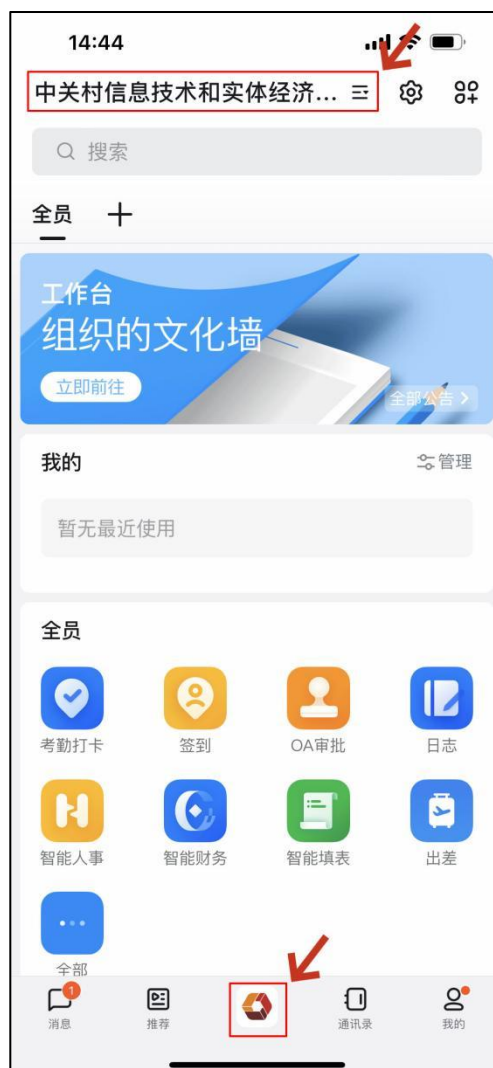 14:44
中关村信息技术和实体经济...
搜索
全员
工作台
组织的文化墙
立即前往
全部公告
我的
管理
暂无最近使用
全员
考勤打卡 签到 OA审批 日志
智能人事 智能财务 智能填表 出差
全部
1
消息 推荐 通讯录 我的